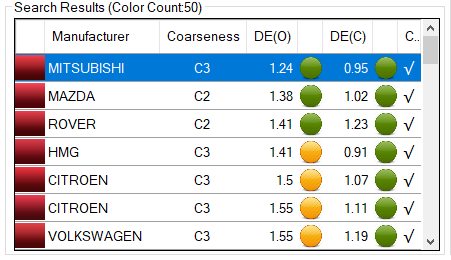 Search Results (Color Count:50)
Manufacturer Coarseness DE(O) DE(C) C..
MITSUBISHI C3 1.24 0.95 √
MAZDA C2 1.38 1.02 √
ROVER C2 1.41 1.23 √
HMG C3 1.41 0.91 √
CITROEN C3 1.5 1.07 √
CITROEN C3 1.55 1.11 √
VOLKSWAGEN C3 1.55 1.19 √